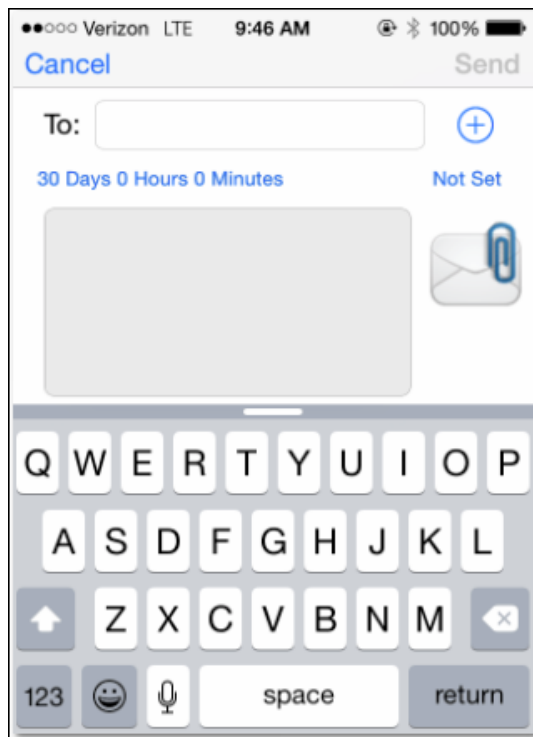 Verizon LTE 9:46 AM 100%
Cancel Send
To:
30 Days 0 Hours 0 Minutes Not Set
Q W E R T Y U I O P
A S D F G H J K L
Z X C V B N M
123 space return